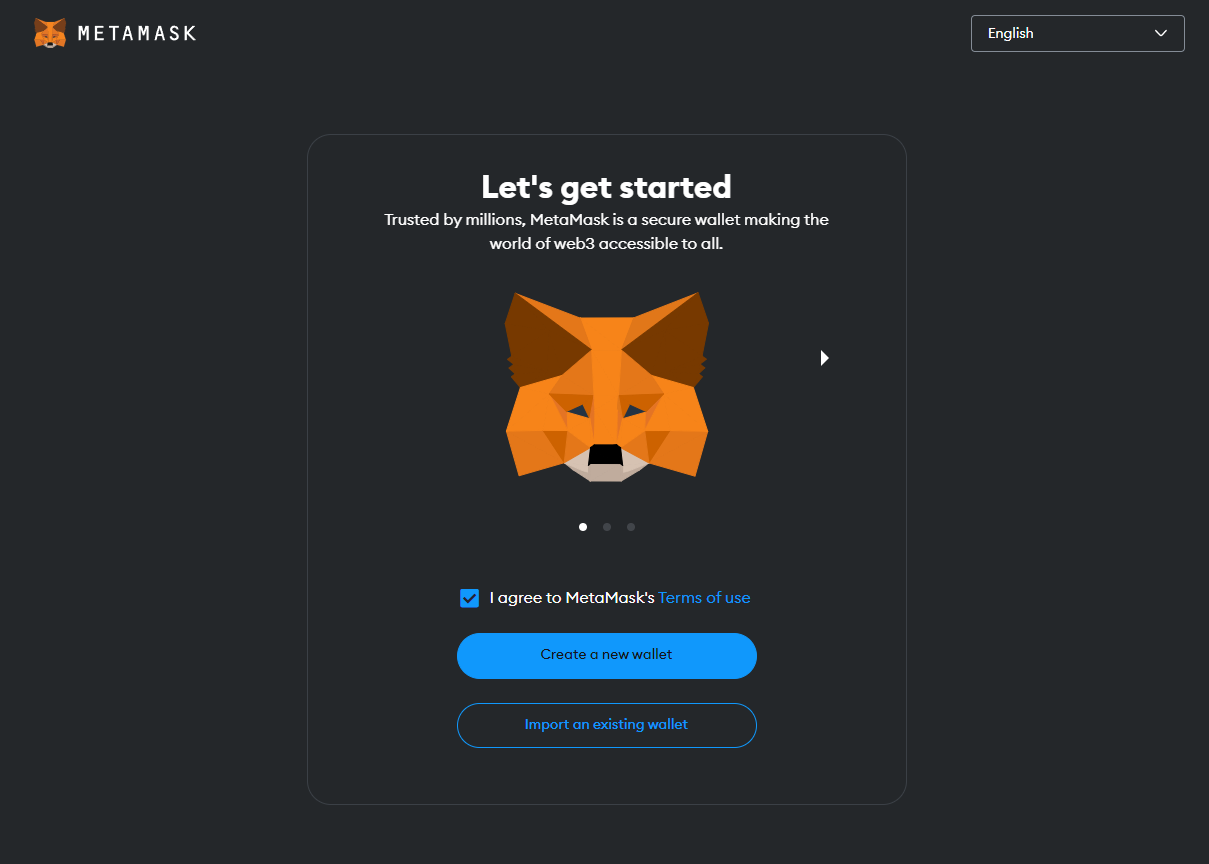 METAMASK
English
Let's get started
Trusted by millions, MetaMask is a secure wallet making the
world of web3 accessible to all.
I agree to MetaMask's Terms of use
Create a new wallet
Import an existing wallet